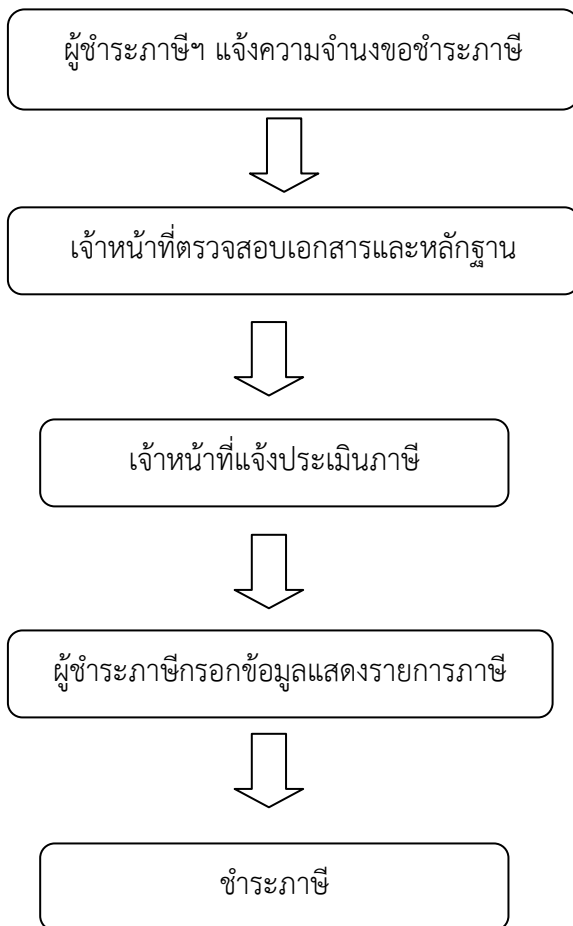 ผู้ชำระภาษีฯ แจ้งความจำนงขอชำระภาษี
เจ้าหน้าที่ตรวจสอบเอกสารและหลักฐาน
เจ้าหน้าที่แจ้งประเมินภาษี
ผู้ชำระภาษีกรอกข้อมูลแสดงรายการภาษี
ชำระภาษี